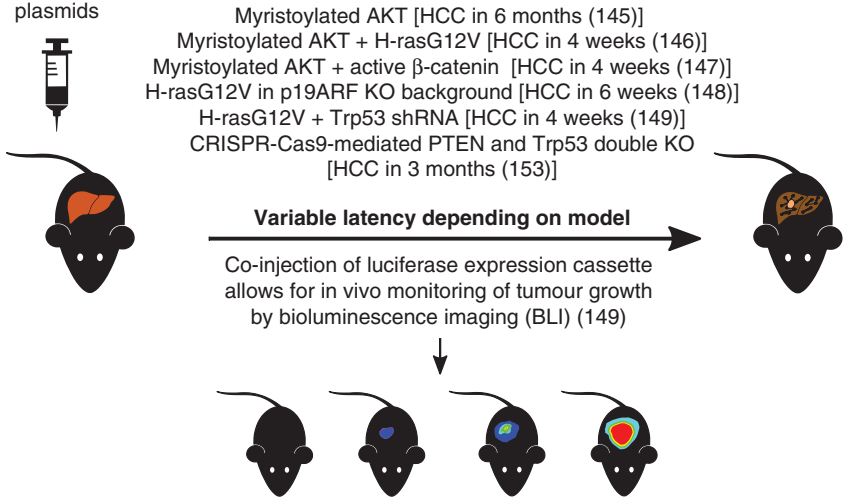 plasmids
Myristoylated AKT [HCC in 6 months (145)]
Myristoylated AKT + H-rasG12V [HCC in 4 weeks (146)]
Myristoylated AKT + active β-catenin [HCC in 4 weeks (147)]
H-rasG12V in p19ARF KO background [HCC in 6 weeks (148)]
H-rasG12V + Trp53 shRNA [HCC in 4 weeks (149)]
CRISPR-Cas9-mediated PTEN and Trp53 double KO
[HCC in 3 months (153)]
Variable latency depending on model
Co-injection of luciferase expression cassette
allows for in vivo monitoring of tumour growth
by bioluminescence imaging (BLI) (149)